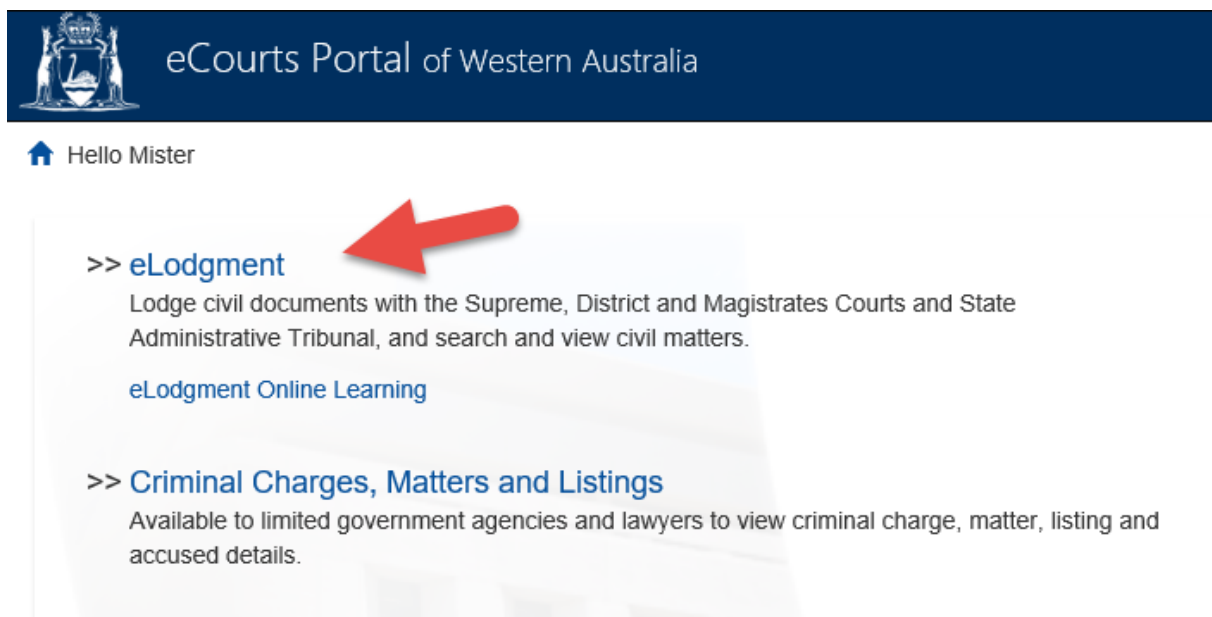 eCourts Portal of Western Australia
Hello Mister
>> eLodgment
Lodge civil documents with the Supreme, District and Magistrates Courts and State
Administrative Tribunal, and search and view civil matters.
eLodgment Online Learning
>> Criminal Charges, Matters and Listings
Available to limited government agencies and lawyers to view criminal charge, matter, listing and
accused details.